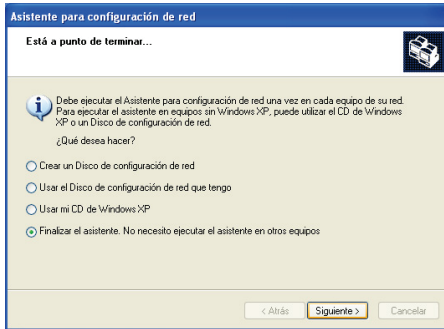 Asistente para configuración de red
Está a punto de terminar...
Debe ejecutar el Asistente para configuración de red una vez en cada equipo de su red.
Para ejecutar el asistente en equipos sin Windows XP, puede utilizar el CD de Windows
XP o un Disco de configuración de red.
¿Qué desea hacer?
Crear un Disco de configuración de red
Usar el Disco de configuración de red que tengo
Usar mi CD de Windows XP
Finalizar el asistente. No necesito ejecutar el asistente en otros equipos
< Atrás
Siguiente >
Cancelar